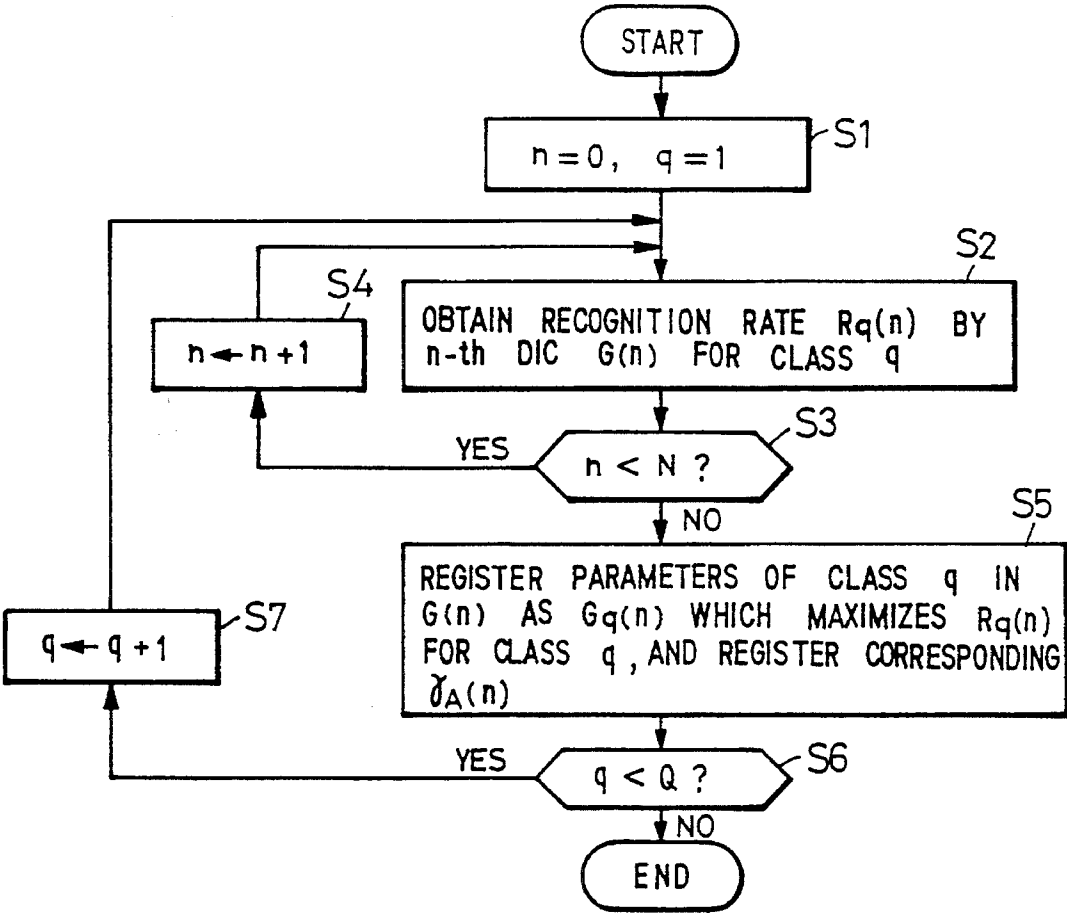 START
S1
n=0, q=1
S2
S4
OBTAIN RECOGNITION RATE Rq(n) BY
n-th DIC G(n) FOR CLASS q
n←n+1
S3
YES
n < N ?
NO
S5
REGISTER PARAMETERS OF CLASS q IN
G(n) AS Gq(n) WHICH MAXIMIZES Rq(n)
FOR CLASS q, AND REGISTER CORRESPONDING
γA(n)
S7
q←q+1
YES
S6
q < Q ?
NO
END